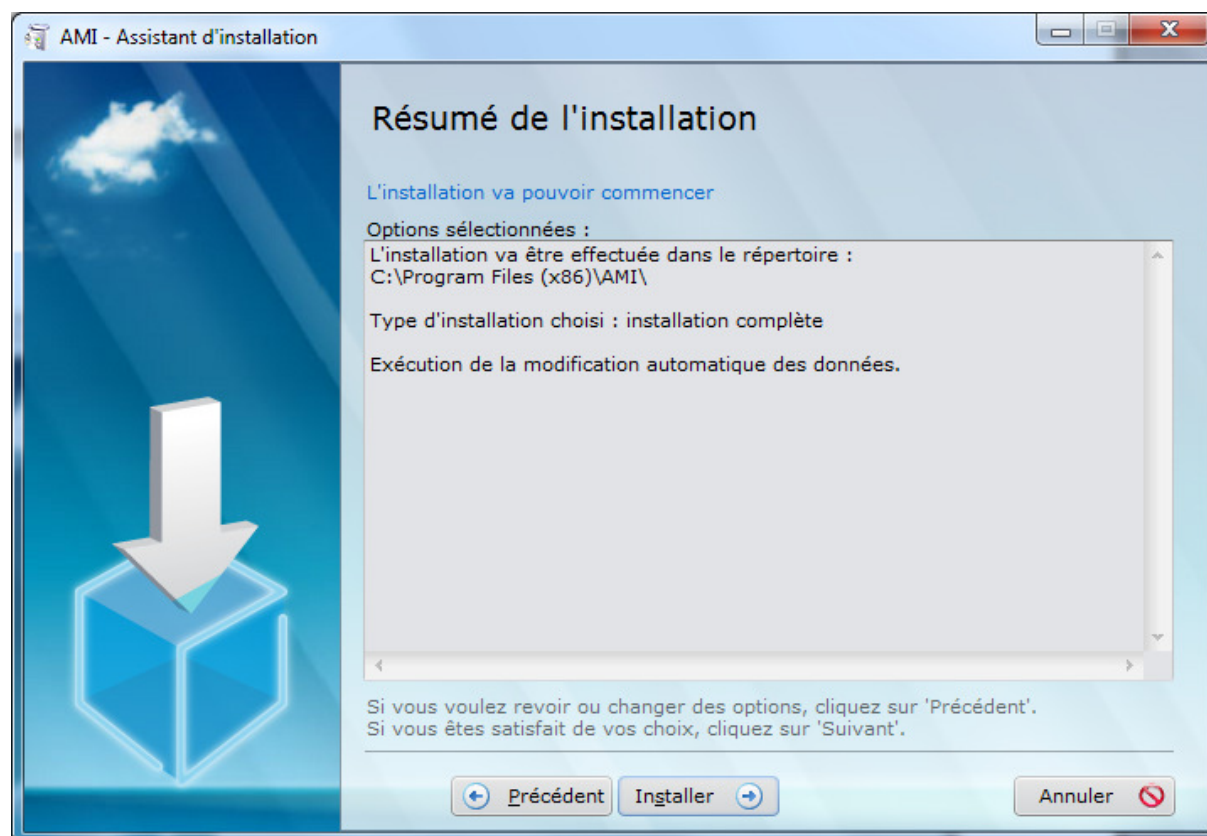 AMI - Assistant d'installation
Résumé de l'installation
L'installation va pouvoir commencer
Options sélectionnées :
L'installation va être effectuée dans le répertoire :
C:\Program Files (x86)\AMI\
Type d'installation choisi : installation complète
Exécution de la modification automatique des données.
Si vous voulez revoir ou changer des options, cliquez sur 'Précédent'.
Si vous êtes satisfait de vos choix, cliquez sur 'Suivant'.
Précédent
Installer
Annuler